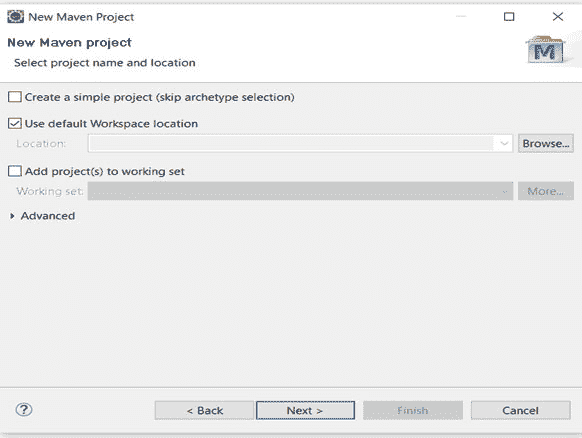 New Maven Project
New Maven project
Select project name and location
M
Create a simple project (skip archetype selection)
Use default Workspace location
Location:
Browse...
Add project(s) to working set
Working set:
More...
Advanced
?
< Back
Next >
Finish
Cancel